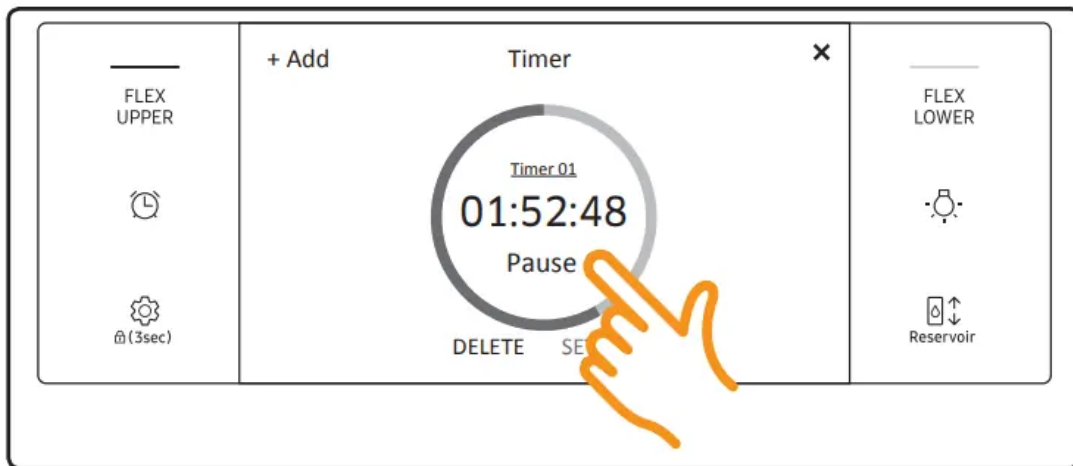 FLEX
UPPER
(3sec)
+ Add
Timer
×
Timer 01
01:52:48
Pause
DELETE
FLEX
LOWER
Reservoir